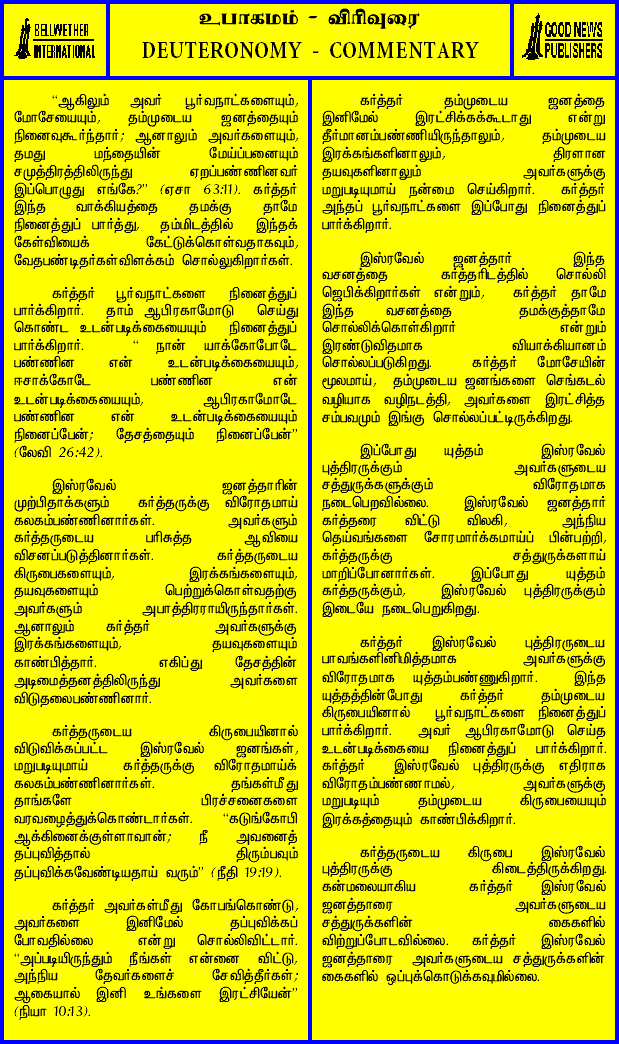 BELLWETHER
INTERNATIONAL
உபாகமம் - விரிவுரை
DEUTERONOMY - COMMENTARY
GOOD NEWS
PUBLISHERS
“ஆகிலும் அவர் பூர்வநாட்களையும்,
மோசேயையும், தம்முடைய ஜனத்தையும்
நினைவுகூர்ந்தார்; ஆனாலும் அவர்களையும்,
தமது மந்தையின் மேய்ப்பனையும்
சமுத்திரத்திலிருந்து ஏறப்பண்ணினவர்
இப்பொழுது எங்கே?” (ஏசா 63:11). கர்த்தர்
இந்த வாக்கியத்தை தமக்கு தாமே
நினைத்துப் பார்த்து, தம்மிடத்தில் இந்தக்
கேள்வியைக் கேட்டுக்கொள்வதாகவும்,
வேதபண்டிதர்கள்விளக்கம் சொல்லுகிறார்கள்.
கர்த்தர் பூர்வநாட்களை நினைத்துப்
பார்க்கிறார். தாம் ஆபிரகாமோடு செய்து
கொண்ட உடன்படிக்கையையும் நினைத்துப்
பார்க்கிறார். “ நான் யாக்கோபோடே
பண்ணின என் உடன்படிக்கையையும்,
ஈசாக்கோடே பண்ணின என்
உடன்படிக்கையையும், ஆபிரகாமோடே
பண்ணின என் உடன்படிக்கையையும்
நினைப்பேன்; தேசத்தையும் நினைப்பேன்”
(லேவி 26:42).
இஸ்ரவேல் ஜனத்தாரின்
முற்பிதாக்களும் கர்த்தருக்கு விரோதமாய்
கலகம்பண்ணினார்கள். அவர்களும்
கர்த்தருடைய பரிசுத்த ஆவியை
விசனப்படுத்தினார்கள். கர்த்தருடைய
கிருபைகளையும், இரக்கங்களையும்,
தயவுகளையும் பெற்றுக்கொள்வதற்கு
அவர்களும் அபாத்திரராயிருந்தார்கள்.
ஆனாலும் கர்த்தர் அவர்களுக்கு
இரக்கங்களையும், தயவுகளையும்
காண்பித்தார். எகிப்து தேசத்தின்
அடிமைத்தனத்திலிருந்து அவர்களை
விடுதலைபண்ணினார்.
கர்த்தருடைய கிருபையினால்
விடுவிக்கப்பட்ட இஸ்ரவேல் ஜனங்கள்,
மறுபடியுமாய் கர்த்தருக்கு விரோதமாய்க்
கலகம்பண்ணினார்கள். தங்கள்மீது
தாங்களே பிரச்சனைகளை
வரவழைத்துக்கொண்டார்கள். “கடுங்கோபி
ஆக்கினைக்குள்ளாவான்; நீ அவனைத்
தப்புவித்தால் திரும்பவும்
தப்புவிக்கவேண்டியதாய் வரும்” (நீதி 19:19).
கர்த்தர் அவர்கள்மீது கோபங்கொண்டு,
அவர்களை இனிமேல் தப்புவிக்கப்
போவதில்லை என்று சொல்லிவிட்டார்.
“அப்படியிருந்தும் நீங்கள் என்னை விட்டு,
அந்நிய தேவர்களைச் சேவித்தீர்கள்;
ஆகையால் இனி உங்களை இரட்சியேன்”
(நியா 10:13).
கர்த்தர் தம்முடைய ஜனத்தை
இனிமேல் இரட்சிக்கக்கூடாது என்று
தீர்மானம்பண்ணியிருந்தாலும், தம்முடைய
இரக்கங்களினாலும், திரளான
தயவுகளினாலும் அவர்களுக்கு
மறுபடியுமாய் நன்மை செய்கிறார். கர்த்தர்
அந்தப் பூர்வநாட்களை இப்போது நினைத்துப்
பார்க்கிறார்.
இஸ்ரவேல் ஜனத்தார் இந்த
வசனத்தை கர்த்தரிடத்தில் சொல்லி
ஜெபிக்கிறார்கள் என்றும், கர்த்தர் தாமே
இந்த வசனத்தை தமக்குத்தாமே
சொல்லிக்கொள்கிறார் என்றும்
இரண்டுவிதமாக வியாக்கியானம்
சொல்லப்படுகிறது. கர்த்தர் மோசேயின்
மூலமாய், தம்முடைய ஜனங்களை செங்கடல்
வழியாக வழிநடத்தி, அவர்களை இரட்சித்த
சம்பவமும் இங்கு சொல்லப்பட்டிருக்கிறது.
இப்போது யுத்தம் இஸ்ரவேல்
புத்திரருக்கும் அவர்களுடைய
சத்துருக்களுக்கும் விரோதமாக
நடைபெறவில்லை. இஸ்ரவேல் ஜனத்தார்
கர்த்தரை விட்டு விலகி, அந்நிய
தெய்வங்களை சோரமார்க்கமாய்ப் பின்பற்றி,
கர்த்தருக்கு சத்துருக்களாய்
மாறிப்போனார்கள். இப்போது யுத்தம்
கர்த்தருக்கும், இஸ்ரவேல் புத்திரருக்கும்
இடையே நடைபெறுகிறது.
கர்த்தர் இஸ்ரவேல் புத்திரருடைய
பாவங்களினிமித்தமாக அவர்களுக்கு
விரோதமாக யுத்தம்பண்ணுகிறார். இந்த
யுத்தத்தின்போது கர்த்தர் தம்முடைய
கிருபையினால் பூர்வநாட்களை நினைத்துப்
பார்க்கிறார். அவர் ஆபிரகாமோடு செய்த
உடன்படிக்கையை நினைத்துப் பார்க்கிறார்.
கர்த்தர் இஸ்ரவேல் புத்திரருக்கு எதிராக
விரோதம்பண்ணாமல், அவர்களுக்கு
மறுபடியும் தம்முடைய கிருபையையும்
இரக்கத்தையும் காண்பிக்கிறார்.
கர்த்தருடைய கிருபை இஸ்ரவேல்
புத்திரருக்கு கிடைத்திருக்கிறது.
கன்மலையாகிய கர்த்தர் இஸ்ரவேல்
ஜனத்தாரை அவர்களுடைய
சத்துருக்களின் கைகளில்
விற்றுப்போடவில்லை. கர்த்தர் இஸ்ரவேல்
ஜனத்தாரை அவர்களுடைய சத்துருக்களின்
கைகளில் ஒப்புக்கொடுக்கவுமில்லை.